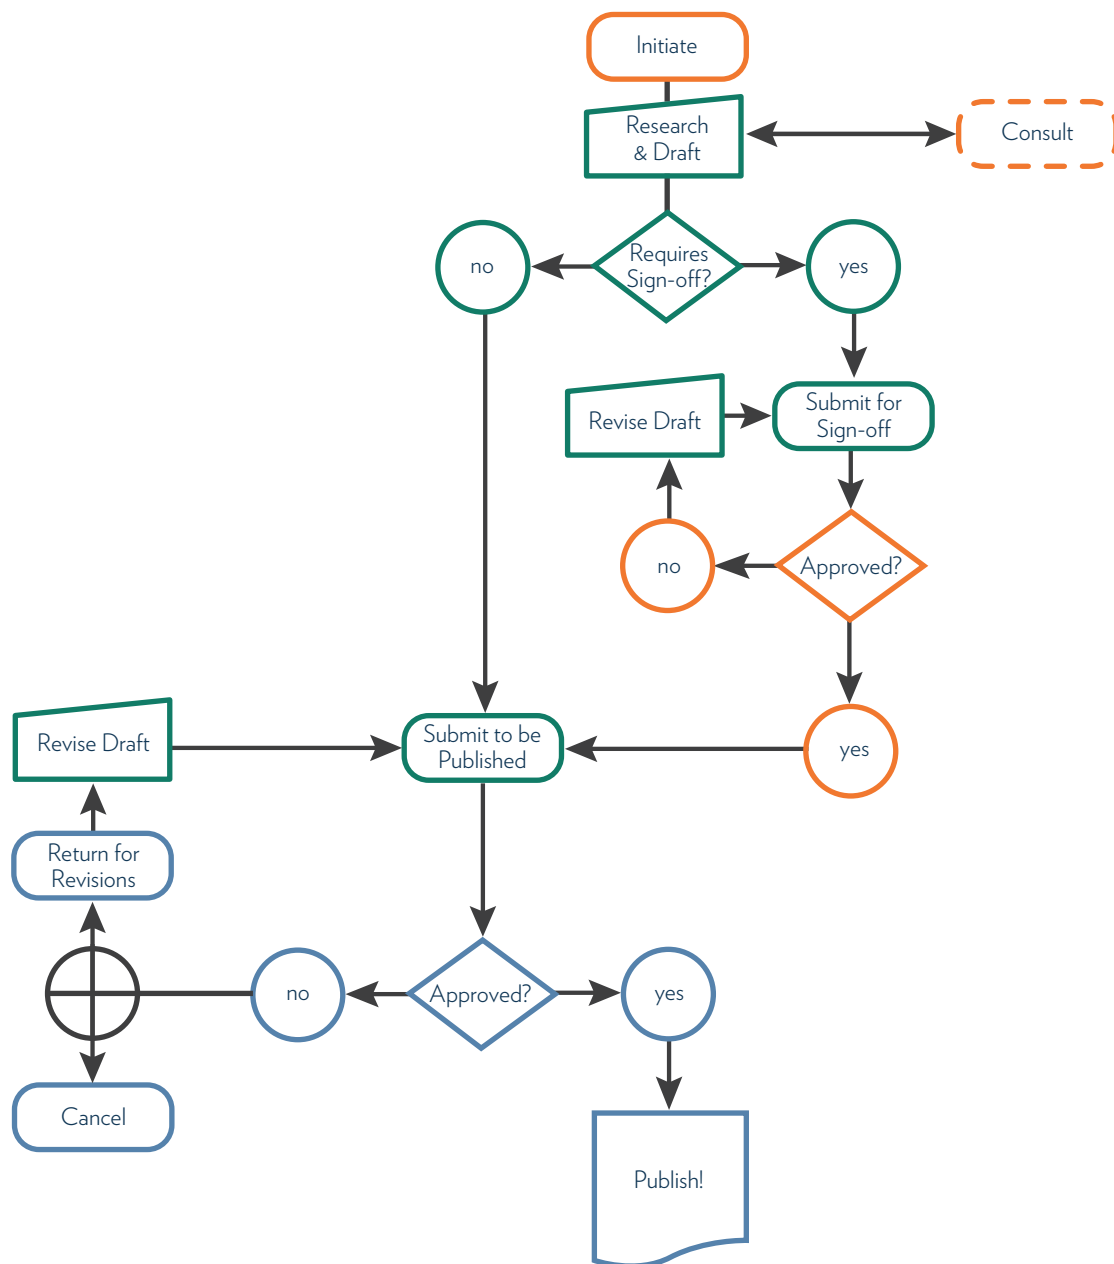 Initiate
Research
& Draft
Consult
no
Requires
Sign-off?
yes
Revise Draft
Submit for
Sign-off
no
Approved?
Revise Draft
Submit to be
Published
yes
Return for
Revisions
no
Approved?
yes
Cancel
Publish!